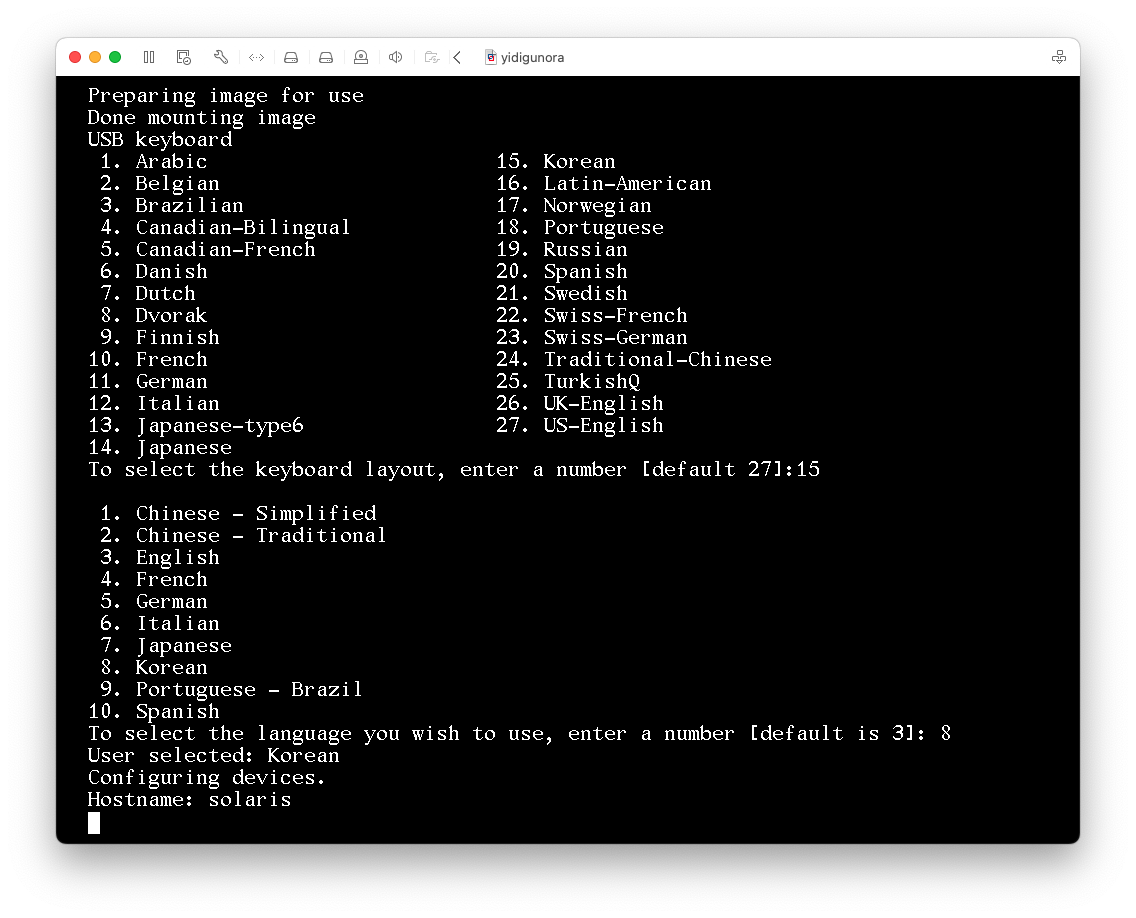 yidigunora
Preparing image for use
Done mounting image
USB keyboard
1. Arabic 15. Korean
2. Belgian 16. Latin-American
3. Brazilian 17. Norwegian
4. Canadian-Bilingual 18. Portuguese
5. Canadian-French 19. Russian
6. Danish 20. Spanish
7. Dutch 21. Swedish
8. Dvorak 22. Swiss-French
9. Finnish 23. Swiss-German
10. French 24. Traditional-Chinese
11. German 25. TurkishQ
12. Italian 26. UK-English
13. Japanese-type6 27. US-English
14. Japanese
To select the keyboard layout, enter a number [default 27]:15
1. Chinese - Simplified
2. Chinese - Traditional
3. English
4. French
5. German
6. Italian
7. Japanese
8. Korean
9. Portuguese - Brazil
10. Spanish
To select the language you wish to use, enter a number [default is 3]: 8
User selected: Korean
Configuring devices.
Hostname: solaris